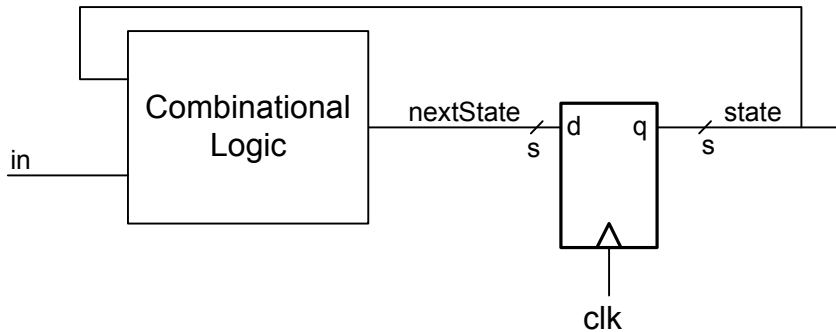 Combinational
Logic
in
nextState
s
d
q
s
state
clk